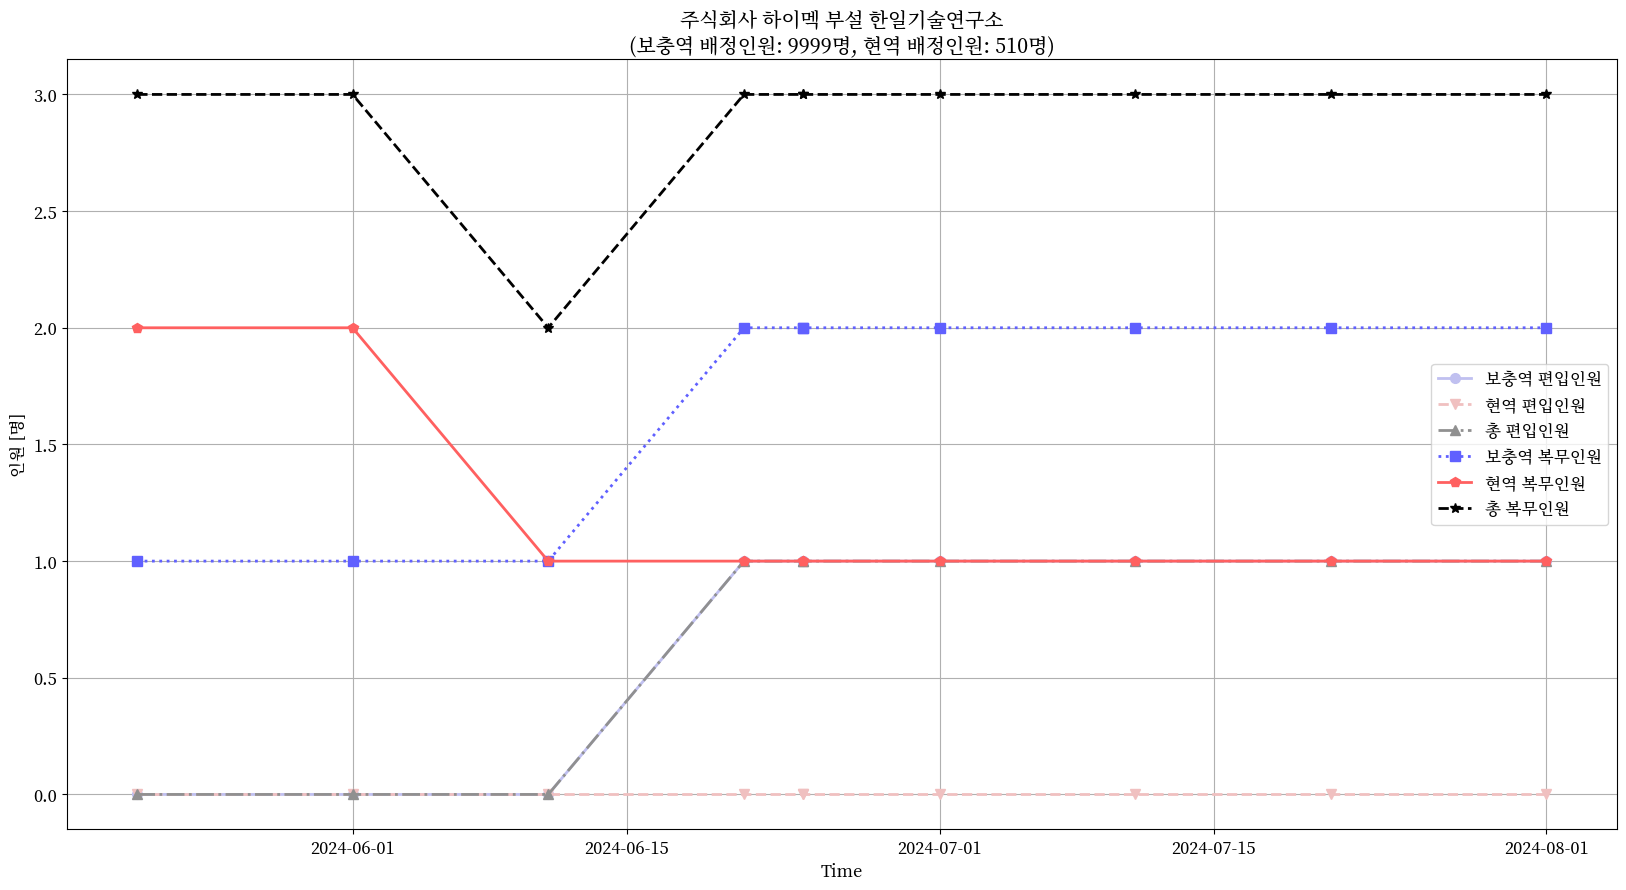 주식회사 하이멕 부설 한일기술연구소
(보충역 배정인원: 9999명, 현역 배정인원: 510명)
인원 [명]
3.0
2.5
2.0
1.5
1.0
0.5
0.0
보충역 편입인원
현역 편입인원
총 편입인원
보충역 복무인원
현역 복무인원
총 복무인원
2024-06-01
2024-06-15
2024-07-01
2024-07-15
2024-08-01
Time